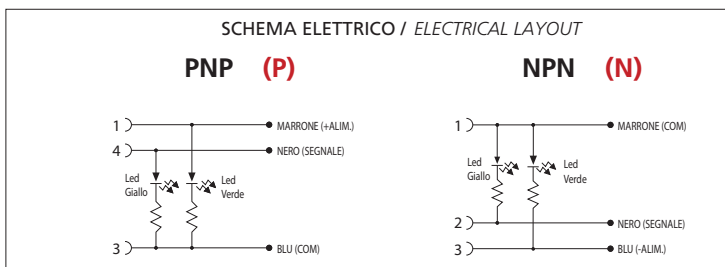 SCHEMA ELETTRICO / ELECTRICAL LAYOUT
PNP (P)
1 MARRONE (+ALIM.)
4 NERO (SEGNALE)
Led Giallo
Led Verde
3 BLU (COM)
NPN (N)
1 MARRONE (COM)
Led Giallo
Led Verde
2 NERO (SEGNALE)
3 BLU (-ALIM.)